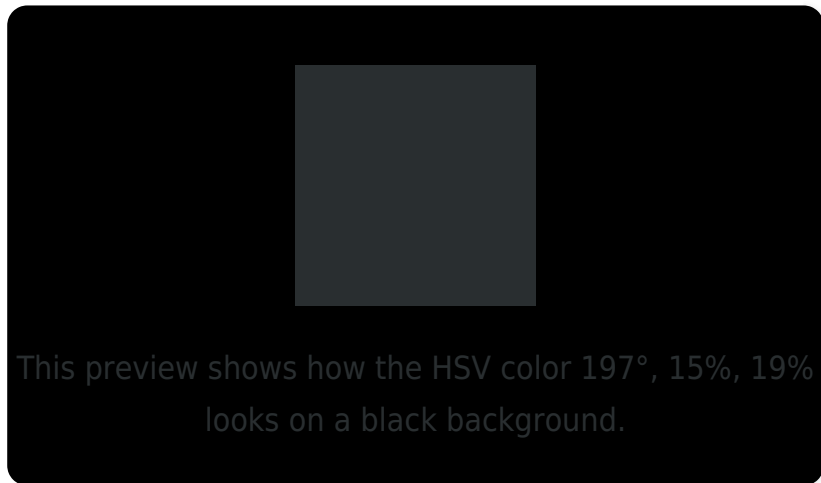 This preview shows how the HSV color 197°, 15%, 19%
looks on a black background.